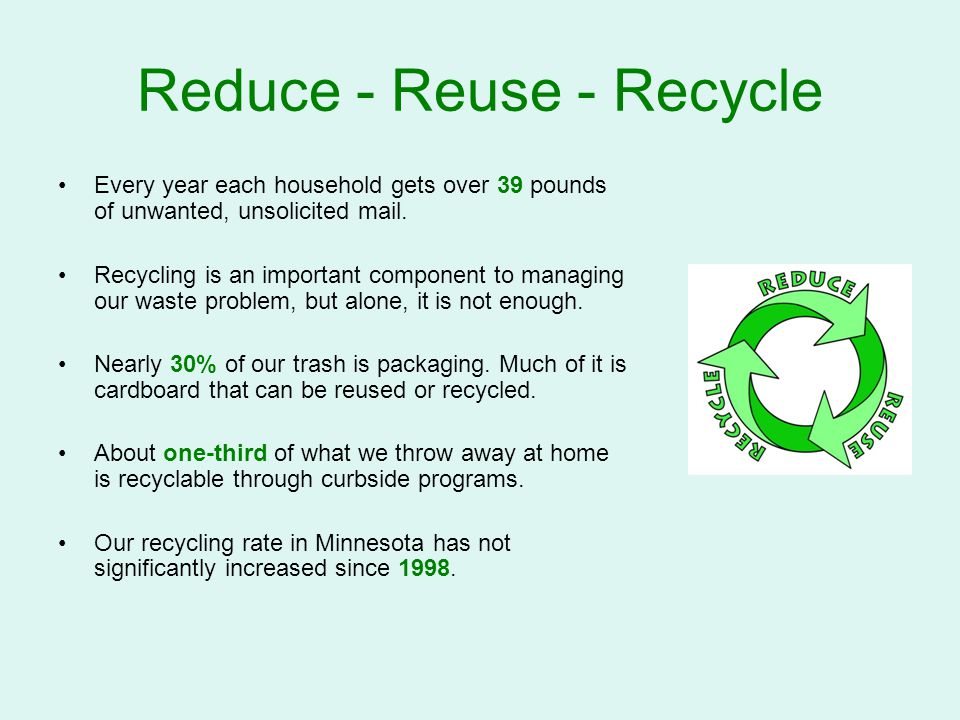 Reduce - Reuse - Recycle
• Every year each household gets over 39 pounds
of unwanted, unsolicited mail.
• Recycling is an important component to managing
our waste problem, but alone, it is not enough.
• Nearly 30% of our trash is packaging. Much of it is
cardboard that can be reused or recycled.
• About one-third of what we throw away at home
is recyclable through curbside programs.
• Our recycling rate in Minnesota has not
significantly increased since 1998.
REDUCE
REUSE
RECYCLE